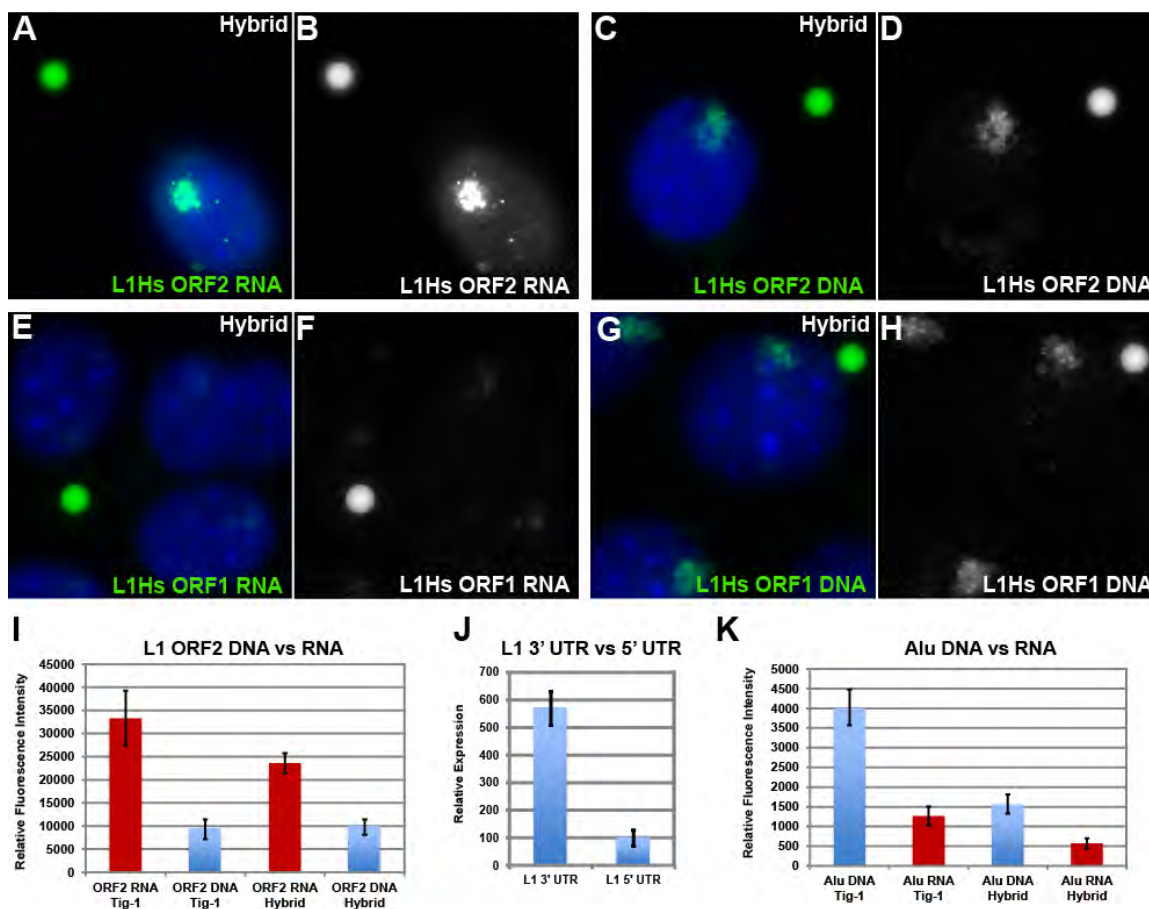 A Hybrid B C Hybrid D
L1Hs ORF2 RNA L1Hs ORF2 RNA L1Hs ORF2 DNA L1Hs ORF2 DNA
E Hybrid F G Hybrid H
L1Hs ORF1 RNA L1Hs ORF1 RNA L1Hs ORF1 DNA L1Hs ORF1 DNA
I
L1 ORF2 DNA vs RNA
Relative Fluorescence Intensity
45000
40000
35000
30000
25000
20000
15000
10000
5000
0
ORF2 RNA ORF2 DNA ORF2 RNA ORF2 DNA
Tig-1 Tig-1 Hybrid Hybrid
J
L1 3' UTR vs 5' UTR
Relative Expression
700
600
500
400
300
200
100
0
L1 3' UTR L1 5' UTR
K
Alu DNA vs RNA
Relative Fluorescence Intensity
5000
4500
4000
3500
3000
2500
2000
1500
1000
500
0
Alu DNA Alu RNA Alu DNA Alu RNA
Tig-1 Tig-1 Hybrid Hybrid